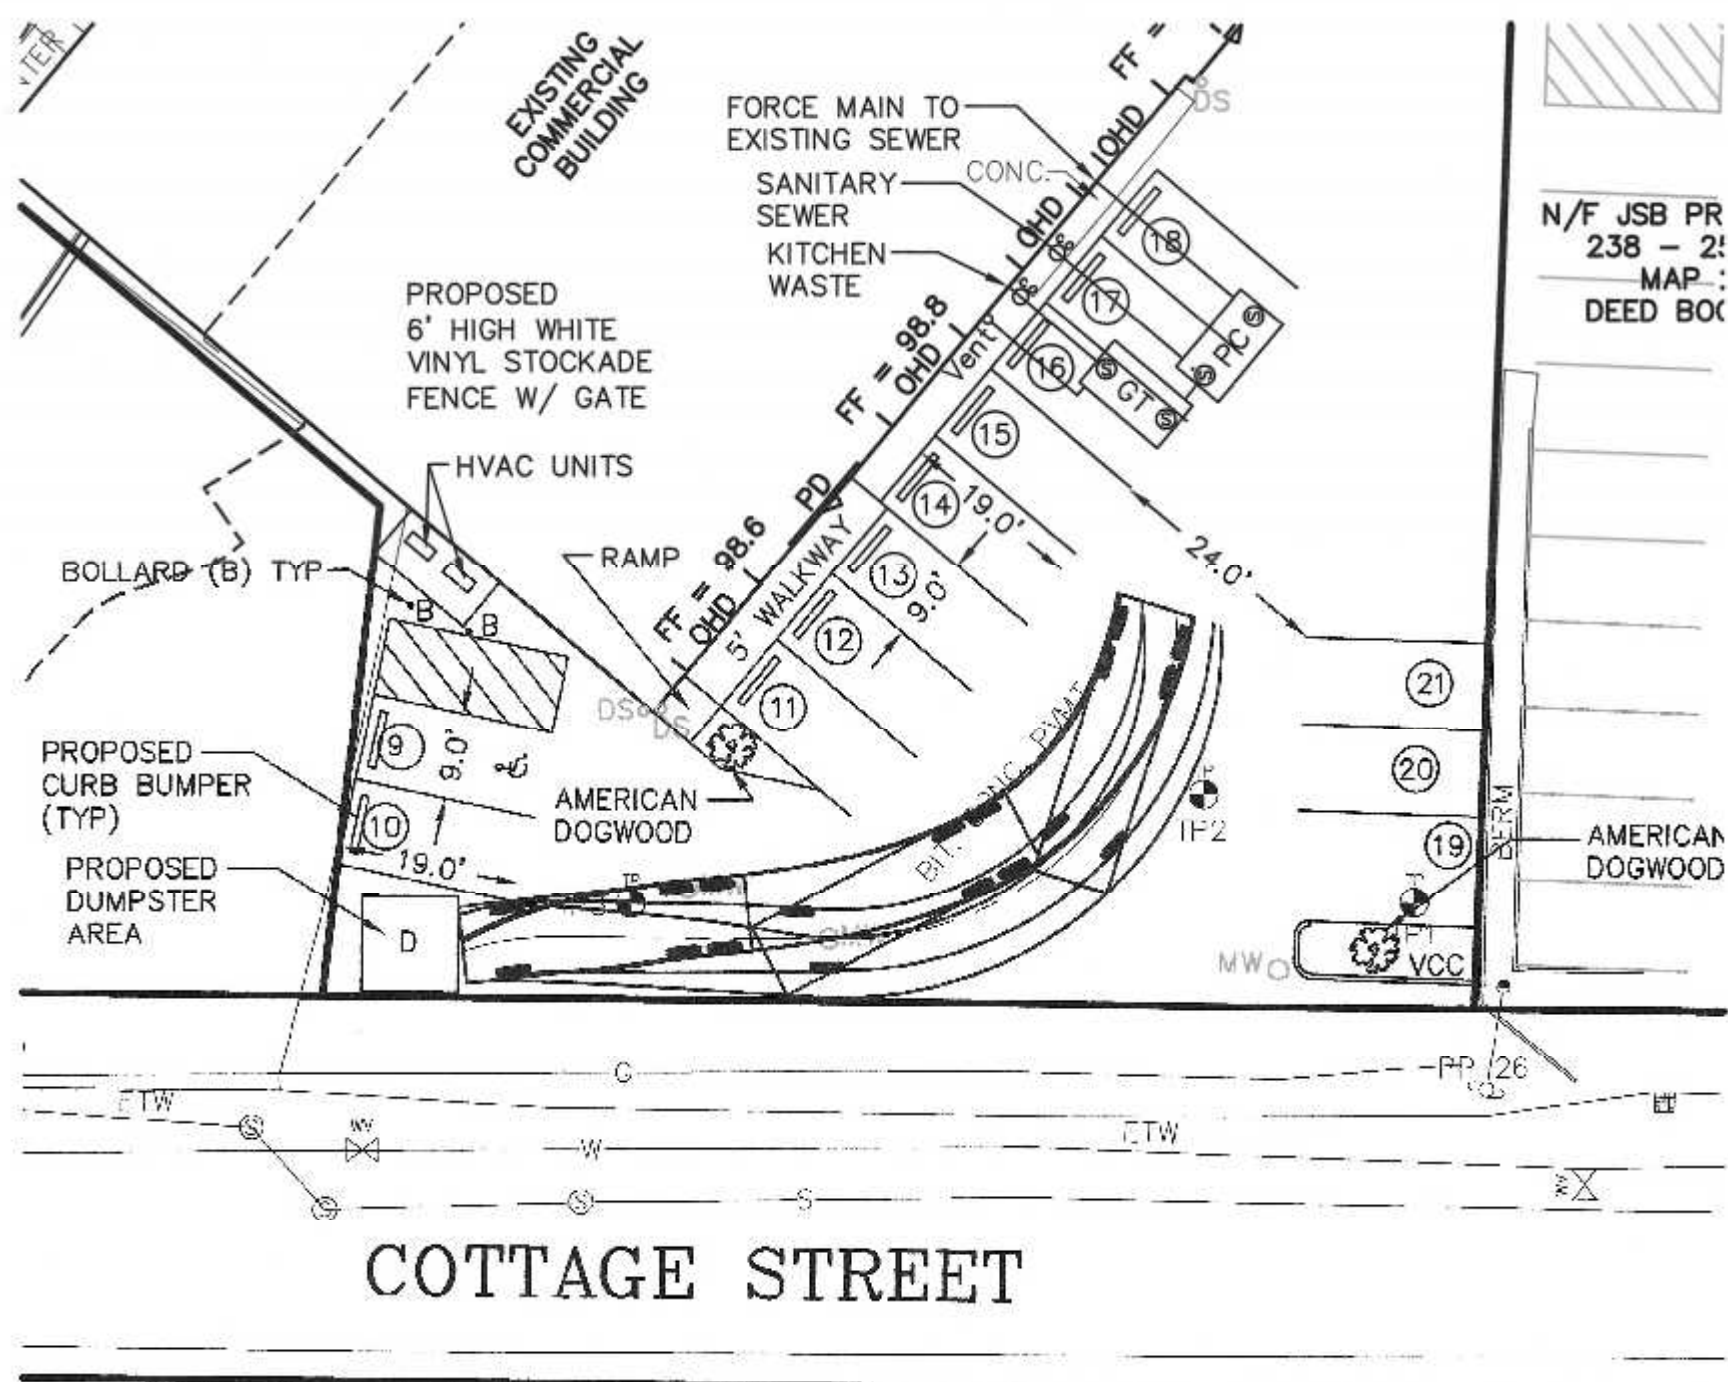 EXISTING
COMMERCIAL
BUILDING
FF =
DS
FORCE MAIN TO
EXISTING SEWER
OHD
CONC.
SANITARY
SEWER
OHD
KITCHEN
WASTE
18
17
16
15
14
13
12
11
N/F JSB PR
238 - 2
MAP :
DEED BOO
PROPOSED
6' HIGH WHITE
VINYL STOCKADE
FENCE W/ GATE
FF = 98.8
OHD
Vent
S
PC
S
S
GT
S
HVAC UNITS
PD
19.0'
24.0'
9.0'
BOLLARD (B) TYP
B
B
RAMP
FF = 98.6
OHD
5' WALKWAY
DS
DS
21
20
19
PROPOSED
CURB BUMPER
(TYP)
9
9.0'
10
19.0'
AMERICAN
DOGWOOD
BIT. CONC. PVMT
TP2
BERM
AMERICAN
DOGWOOD
PROPOSED
DUMPSTER
AREA
D
MW
VCC
G
PP 26
ETW
ETW
S
WV
W
WV
S
S
S
COTTAGE STREET